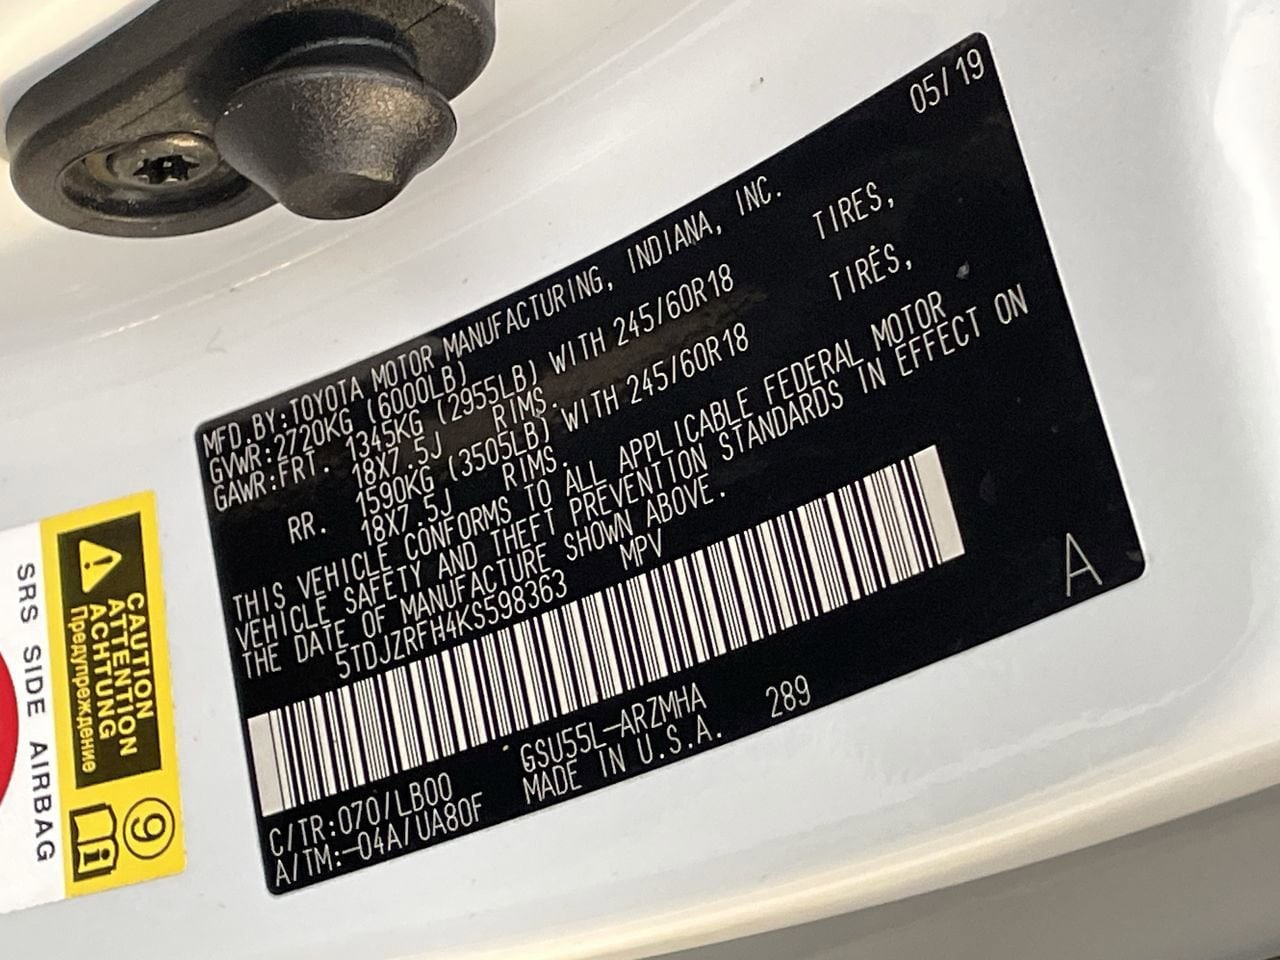 05/19
MFD.BY:TOYOTA MOTOR MANUFACTURING, INDIANA, INC.
GVWR:2720KG (6000LB)
GAWR:FRT. 1345KG (2955LB) WITH 245/60R18 TIRES,
18X7.5J RIMS.
RR. 1590KG (3505LB) WITH 245/60R18 TIRES,
18X7.5J RIMS.
THIS VEHICLE CONFORMS TO ALL APPLICABLE FEDERAL MOTOR
VEHICLE SAFETY AND THEFT PREVENTION STANDARDS IN EFFECT ON
THE DATE OF MANUFACTURE SHOWN ABOVE.
5TDJZRFH4KS598363 MPV
A
C/TR:070/LB00 GSU55L-ARZMHA 289
A/TM:-04A/UA80F MADE IN U.S.A.
CAUTION
ATTENTION
ACHTUNG
Предупреждение
9
i
SRS SIDE AIRBAG